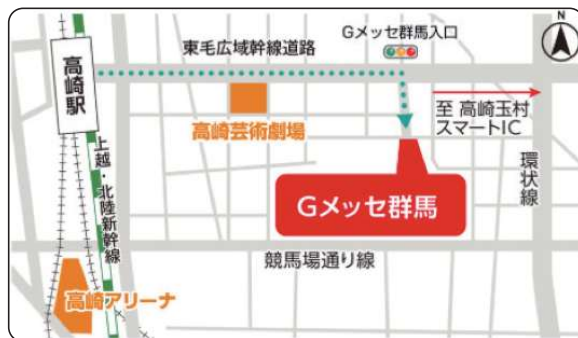 N
Gメッセ群馬入口
東毛広域幹線道路
高崎駅
至 高崎玉村
スマートIC
高崎芸術劇場
上越・北陸新幹線
環状線
Gメッセ群馬
競馬場通り線
高崎アリーナ